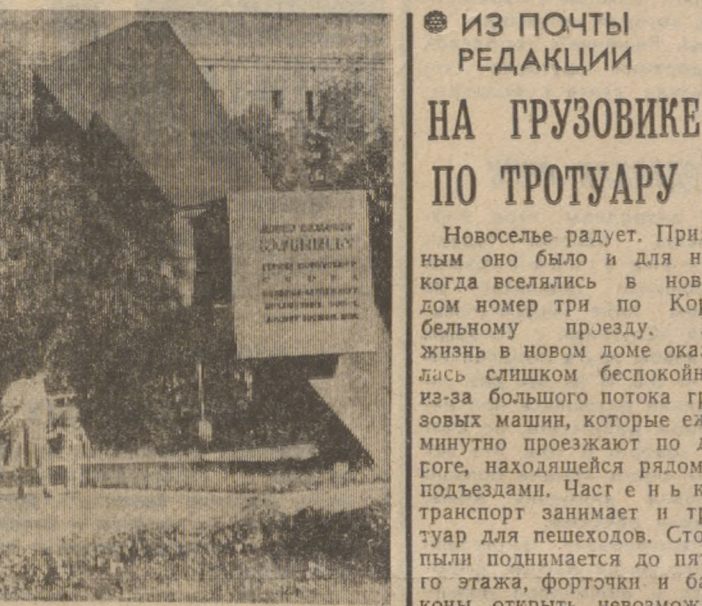 ИЗ ПОЧТЫ
РЕДАКЦИИ
НА ГРУЗОВИКЕ
ПО ТРОТУАРУ
Новоселье радует. При
ным оно было и для н
когда вселялись в нов
дом номер три по Кор
бельному проезду.
жизнь в новом доме ока
лась слишком беспокойн
из-за большого потока гр
зовых машин, которые еж
минутно проезжают по д
роге, находящейся рядом
подъездами. Част е н ь к
транспорт занимает и тр
туар для пешеходов. Сто
пыли поднимается до пят
го этажа, форточки и ба
коны открыть невозмож